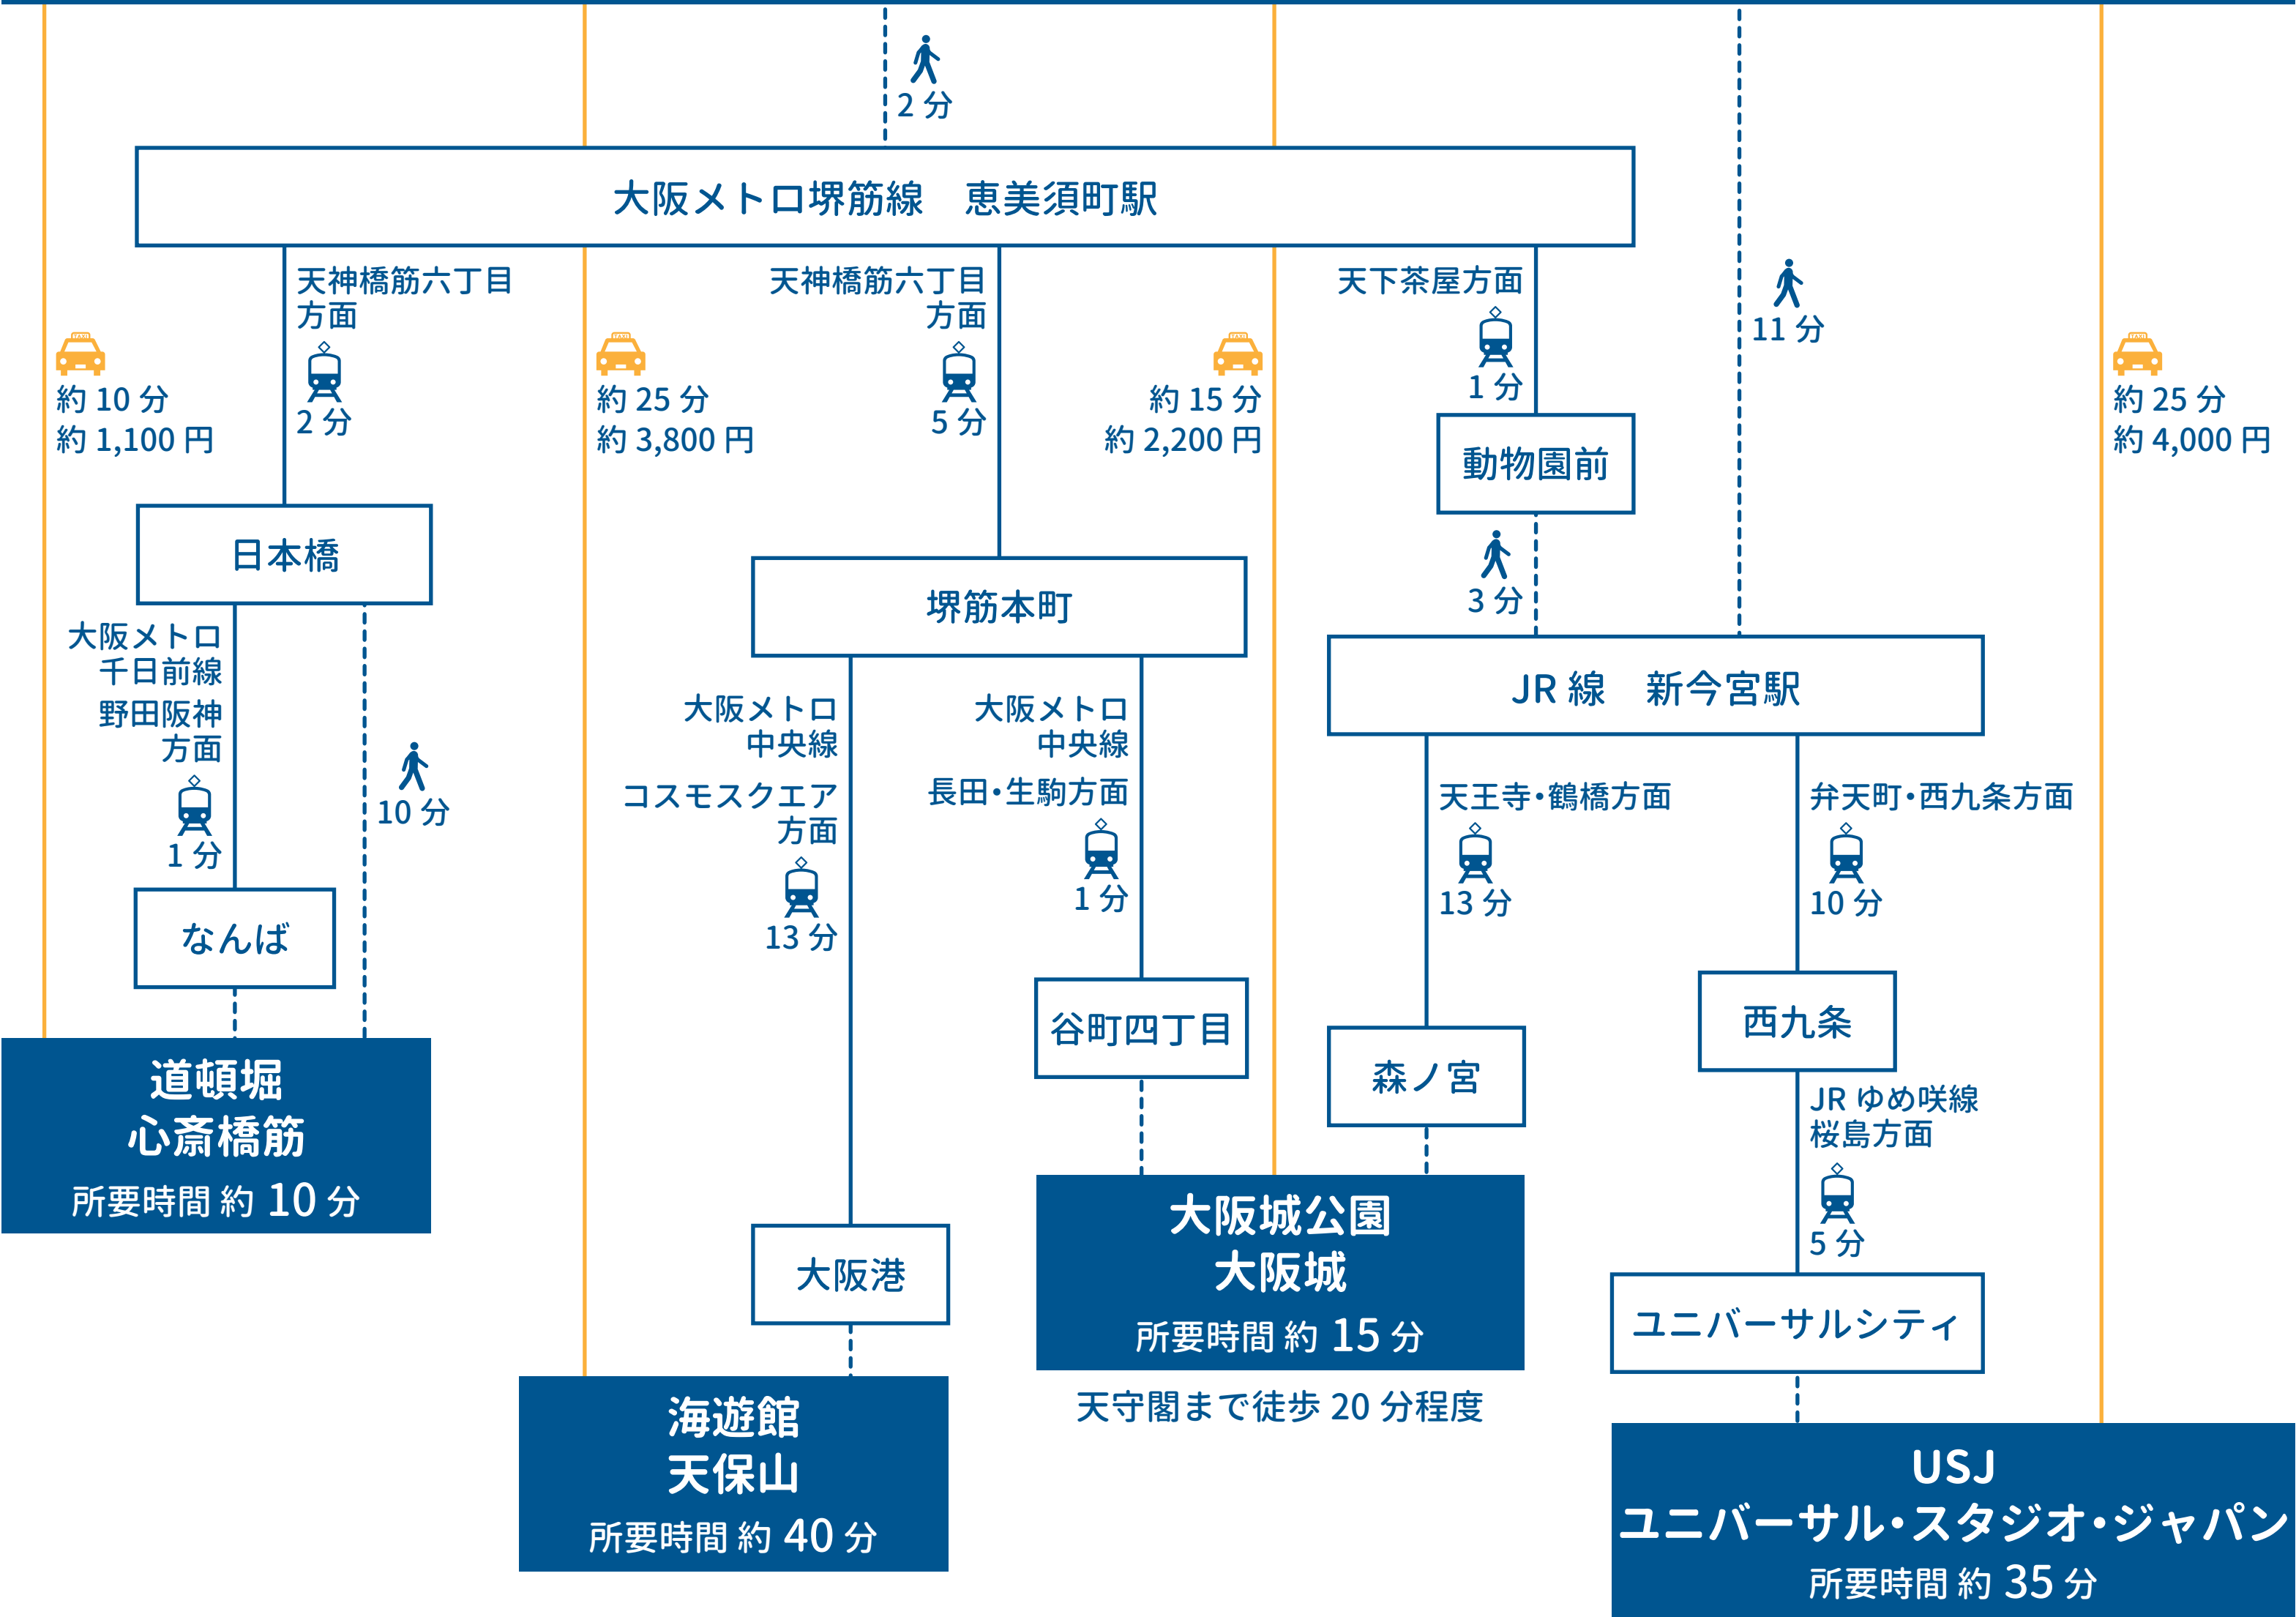 2 分
大阪メトロ堺筋線　恵美須町駅
天神橋筋六丁目
方面
2 分
天神橋筋六丁目
方面
5 分
天下茶屋方面
1 分
11 分
TAXI
約 10 分
約 1,100 円
TAXI
約 25 分
約 3,800 円
TAXI
約 15 分
約 2,200 円
TAXI
約 25 分
約 4,000 円
動物園前
3 分
日本橋
堺筋本町
大阪メトロ
千日前線
野田阪神
方面
1 分
10 分
なんば
道頓堀
心斎橋筋
所要時間 約 10 分
大阪メトロ
中央線
コスモスクエア
方面
13 分
大阪メトロ
中央線
長田・生駒方面
1 分
JR 線　新今宮駅
天王寺・鶴橋方面
13 分
弁天町・西九条方面
10 分
谷町四丁目
森ノ宮
西九条
JR ゆめ咲線
桜島方面
5 分
大阪港
大阪城公園
大阪城
所要時間 約 15 分
天守閣まで徒歩 20 分程度
ユニバーサルシティ
海遊館
天保山
所要時間 約 40 分
USJ
ユニバーサル・スタジオ・ジャパン
所要時間 約 35 分